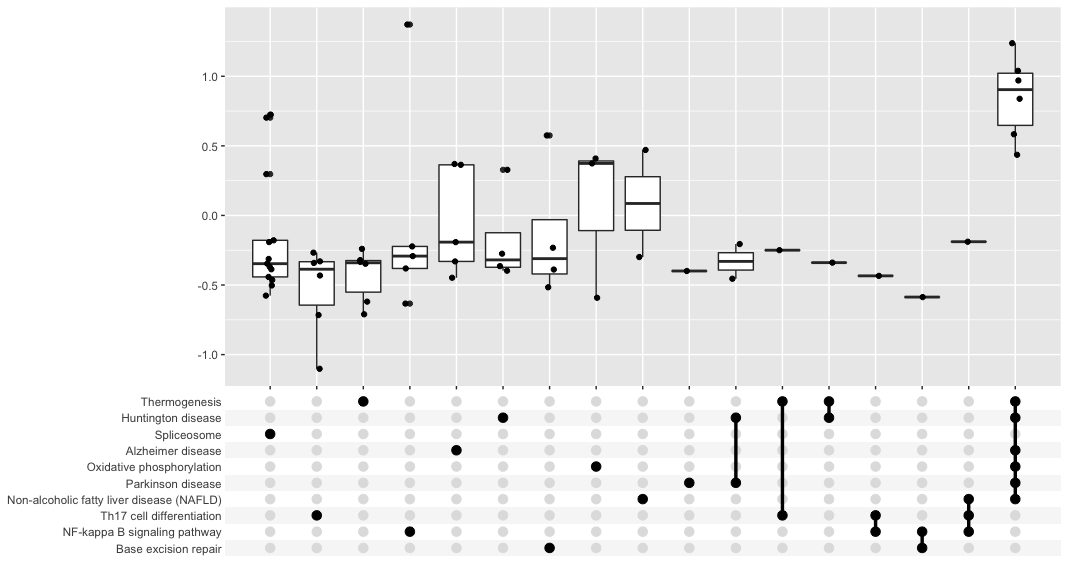 1.0
0.5
0.0
-0.5
-1.0
Thermogenesis
Huntington disease
Spliceosome
Alzheimer disease
Oxidative phosphorylation
Parkinson disease
Non-alcoholic fatty liver disease (NAFLD)
Th17 cell differentiation
NF-kappa B signaling pathway
Base excision repair